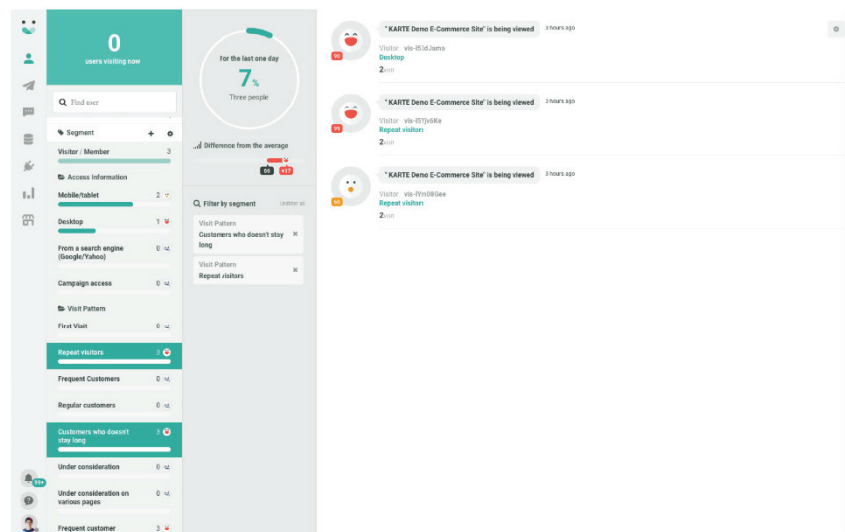 0
users visiting now
Find user
Segment
+
Visitor / Member 3
Access Information
Mobile/tablet 2
Desktop 1
From a search engine 0
(Google/Yahoo)
Campaign access 0
Visit Pattern
First Visit 0
Repeat visitors 3
Frequent Customers 0
Regular customers 0
Customers who doesn't 3
stay long
Under consideration 0
Under consideration on 0
various pages
Frequent customer 3
99+
For the last one day
7%
Three people
Difference from the average
66
Filter by segment
Visit Pattern
Customers who doesn't stay
long
Visit Pattern
Repeat visitors
"KARTE Demo E-Commerce Site" is being viewed 3 hours ago
Visitor
Desktop
2
"KARTE Demo E-Commerce Site" is being viewed 3 hours ago
Visitor
Repeat visitors
2
"KARTE Demo E-Commerce Site" is being viewed 3 hours ago
Visitor
Repeat visitors
2